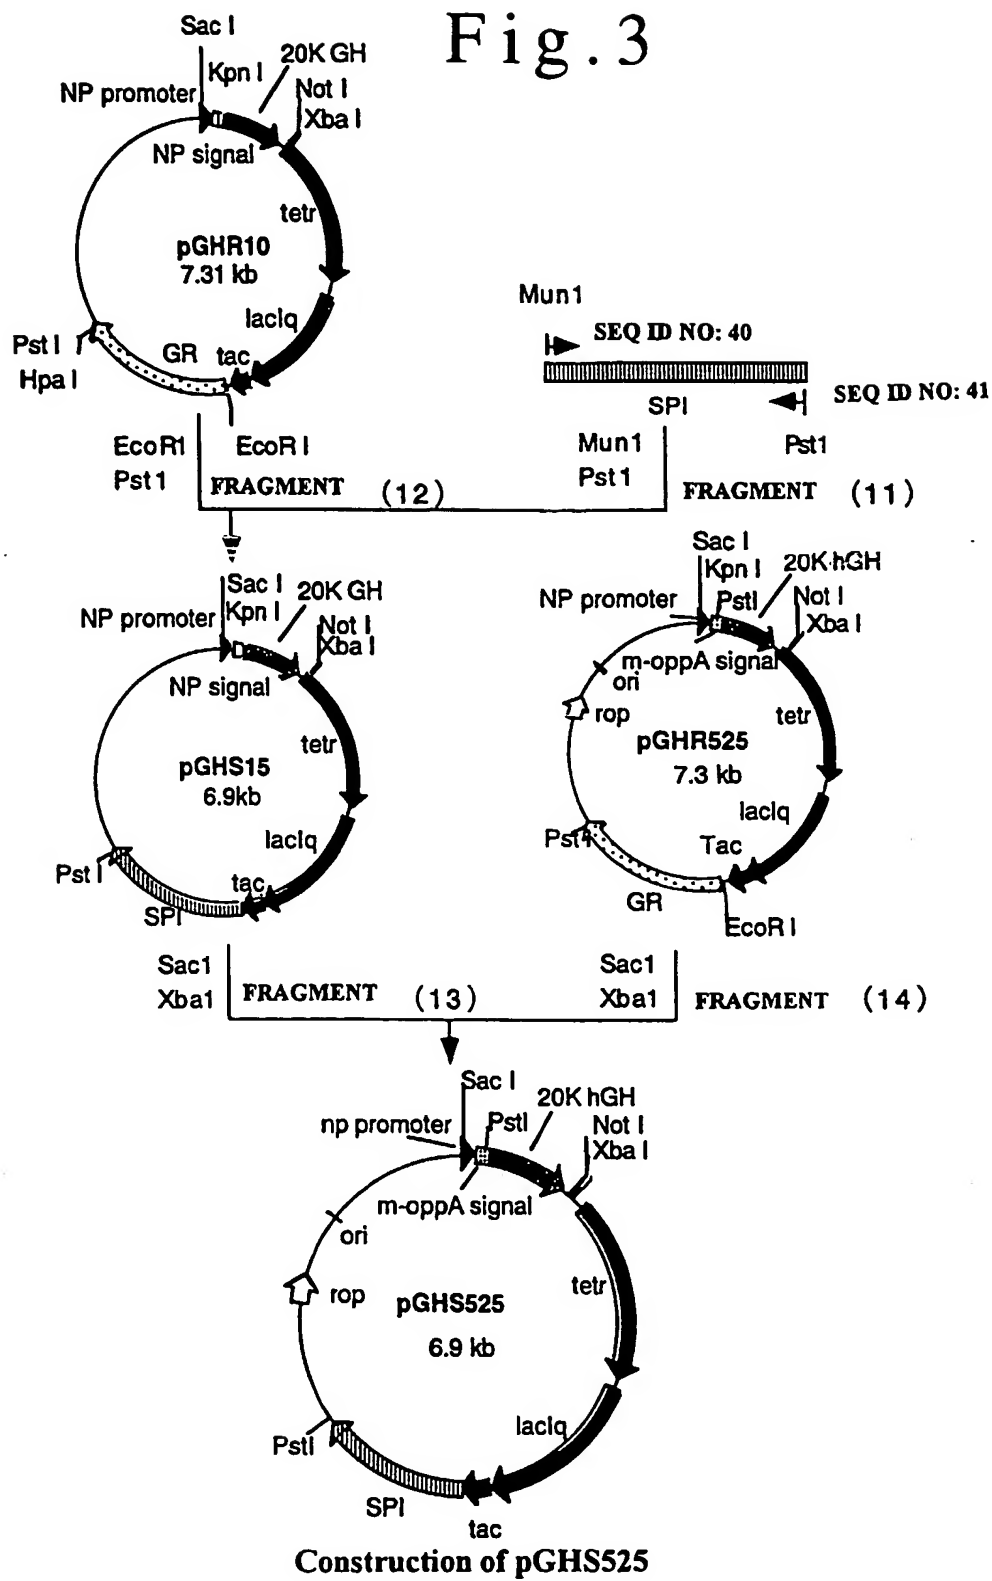 Fig.3
Sac I
20K GH
Kpn I
Not I
NP promoter
Xba I
NP signal
tetr
pGHR10
7.31 kb
lacIq
Pst I
GR
tac
Hpa I
EcoR1
EcoR I
Pst 1
FRAGMENT (12)
Mun1
SEQ ID NO: 40
SEQ ID NO: 41
SPI
Mun1
Pst1
Pst 1
FRAGMENT (11)
Sac I
20K GH
NP promoter
Kpn I
Not I
Xba I
NP signal
tetr
pGHS15
6.9kb
lacIq
Pst I
tac
SPI
Sac1
Xba1
FRAGMENT (13)
Sac I
Kpn I
20K hGH
NP promoter
PstI
Not I
Xba I
m-oppA signal
ori
rop
tetr
pGHR525
7.3 kb
lacIq
Pst1
Tac
GR
EcoR I
Sac1
Xba1
FRAGMENT (14)
Sac I
20K hGH
np promoter
PstI
Not I
Xba I
m-oppA signal
ori
tetr
rop
pGHS525
6.9 kb
lacIq
PstI
SPI
tac
Construction of pGHS525